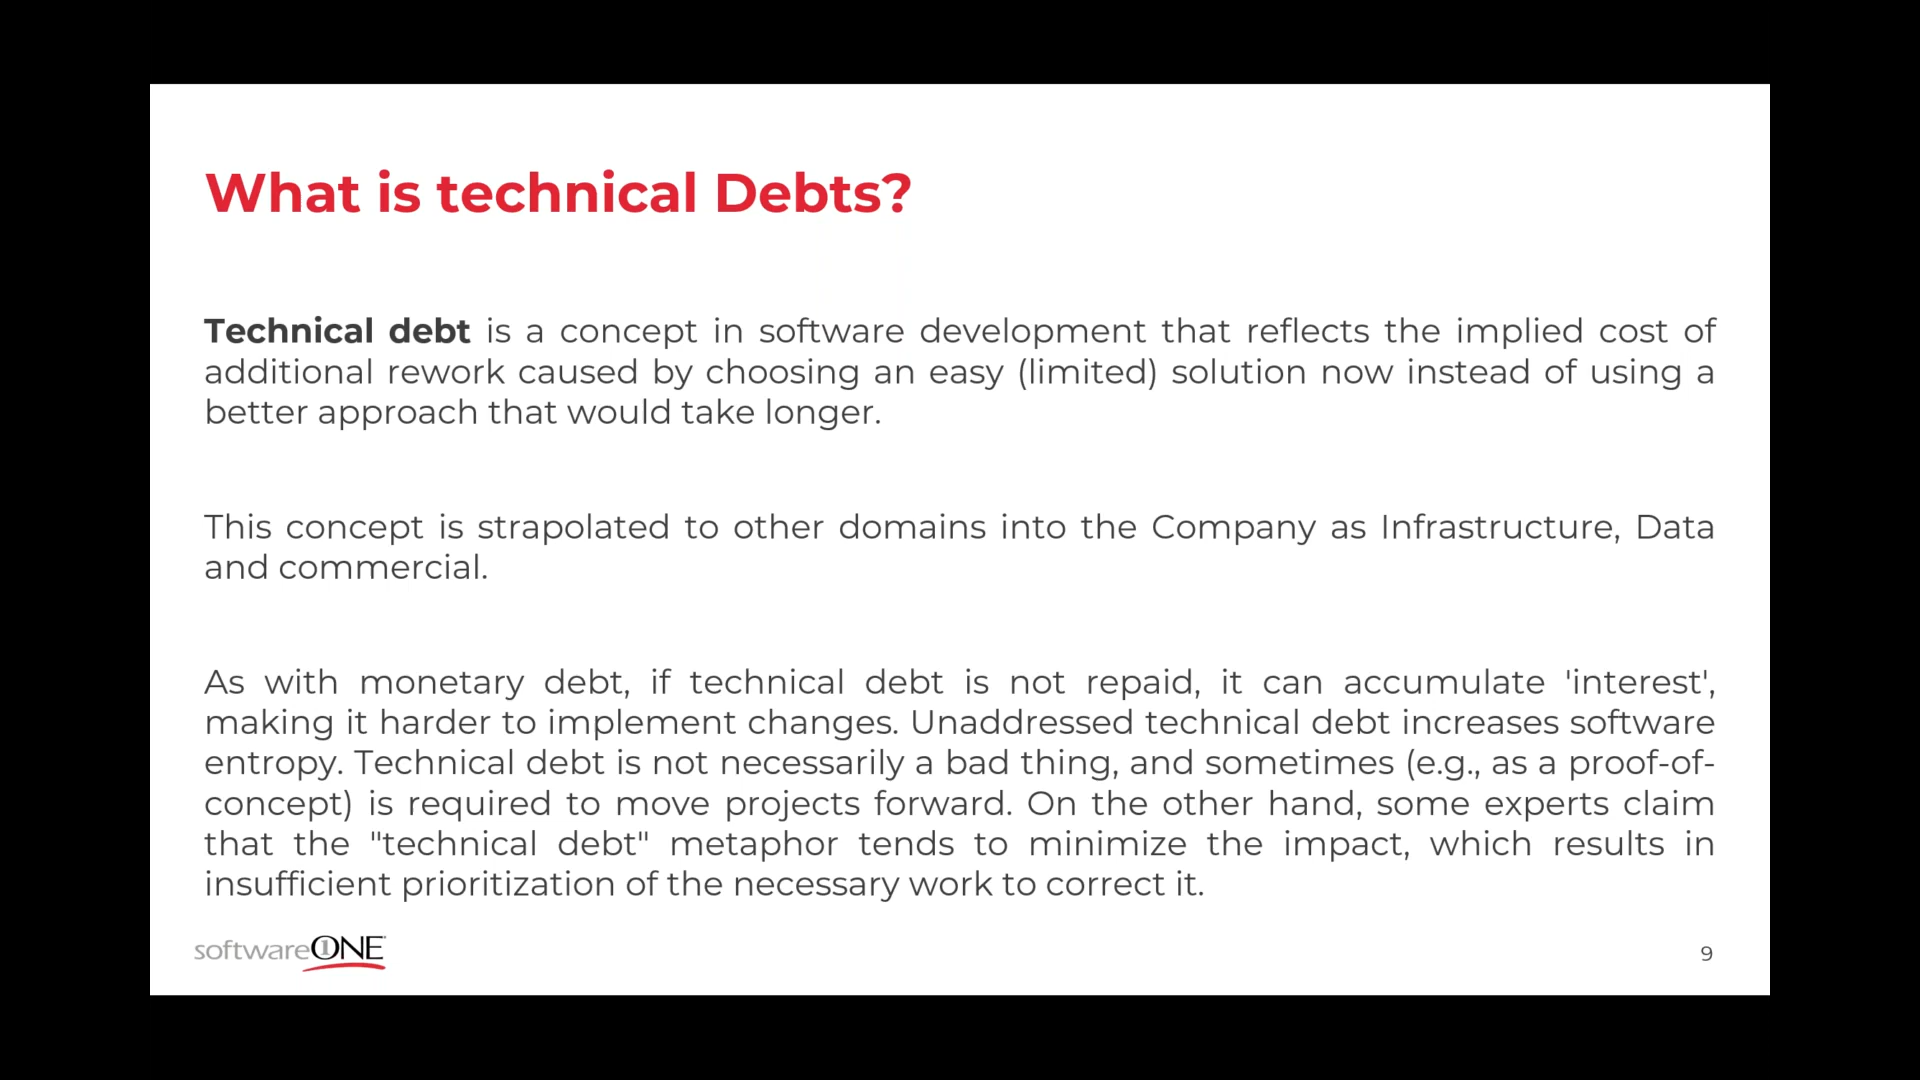 What is technical Debts?
Technical debt is a concept in software development that reflects the implied cost of
additional rework caused by choosing an easy (limited) solution now instead of using a
better approach that would take longer.
This concept is strapolated to other domains into the Company as Infrastructure, Data
and commercial.
As with monetary debt, if technical debt is not repaid, it can accumulate 'interest',
making it harder to implement changes. Unaddressed technical debt increases software
entropy. Technical debt is not necessarily a bad thing, and sometimes (e.g., as a proof-of-
concept) is required to move projects forward. On the other hand, some experts claim
that the "technical debt" metaphor tends to minimize the impact, which results in
insufficient prioritization of the necessary work to correct it.
software1ONE
9